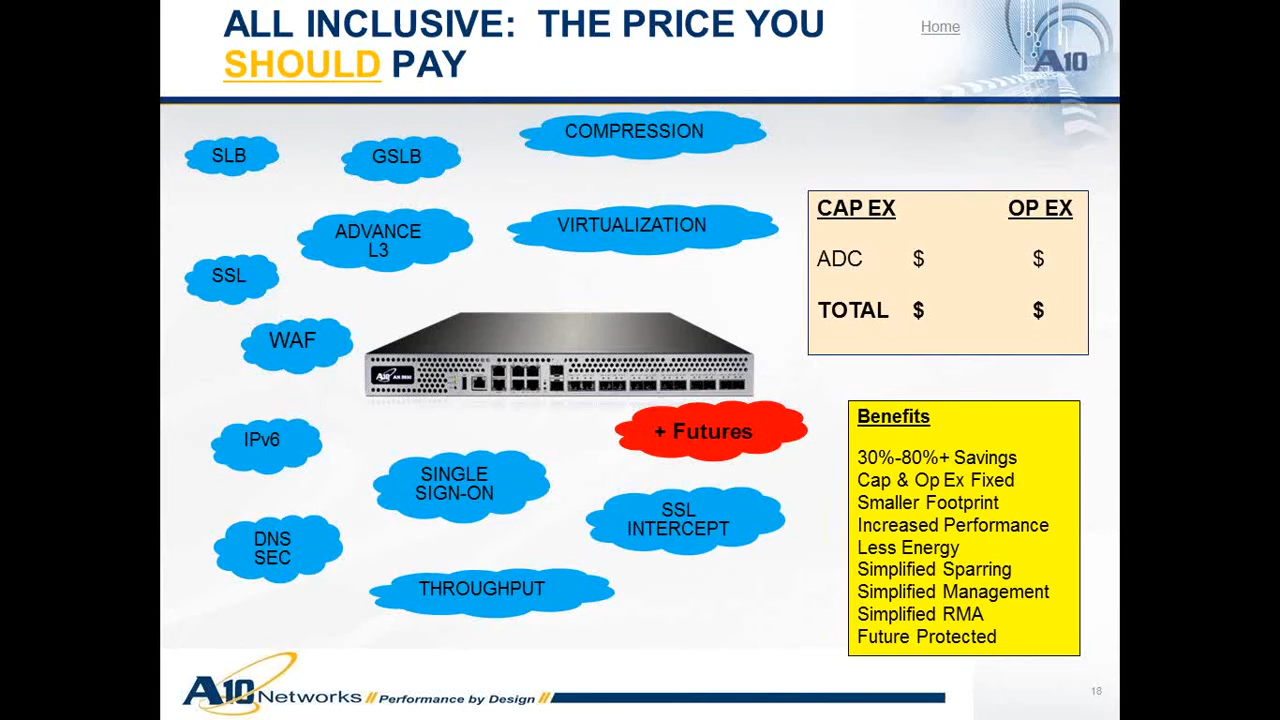 ALL INCLUSIVE: THE PRICE YOU
SHOULD PAY
Home
A10
COMPRESSION
SLB
GSLB
ADVANCE
L3
VIRTUALIZATION
SSL
WAF
A10
IPv6
+ Futures
SINGLE
SIGN-ON
SSL
INTERCEPT
DNS
SEC
THROUGHPUT
CAP EX OP EX
ADC $ $
TOTAL $ $
Benefits
30%-80%+ Savings
Cap & Op Ex Fixed
Smaller Footprint
Increased Performance
Less Energy
Simplified Sparring
Simplified Management
Simplified RMA
Future Protected
A10 Networks // Performance by Design //
18